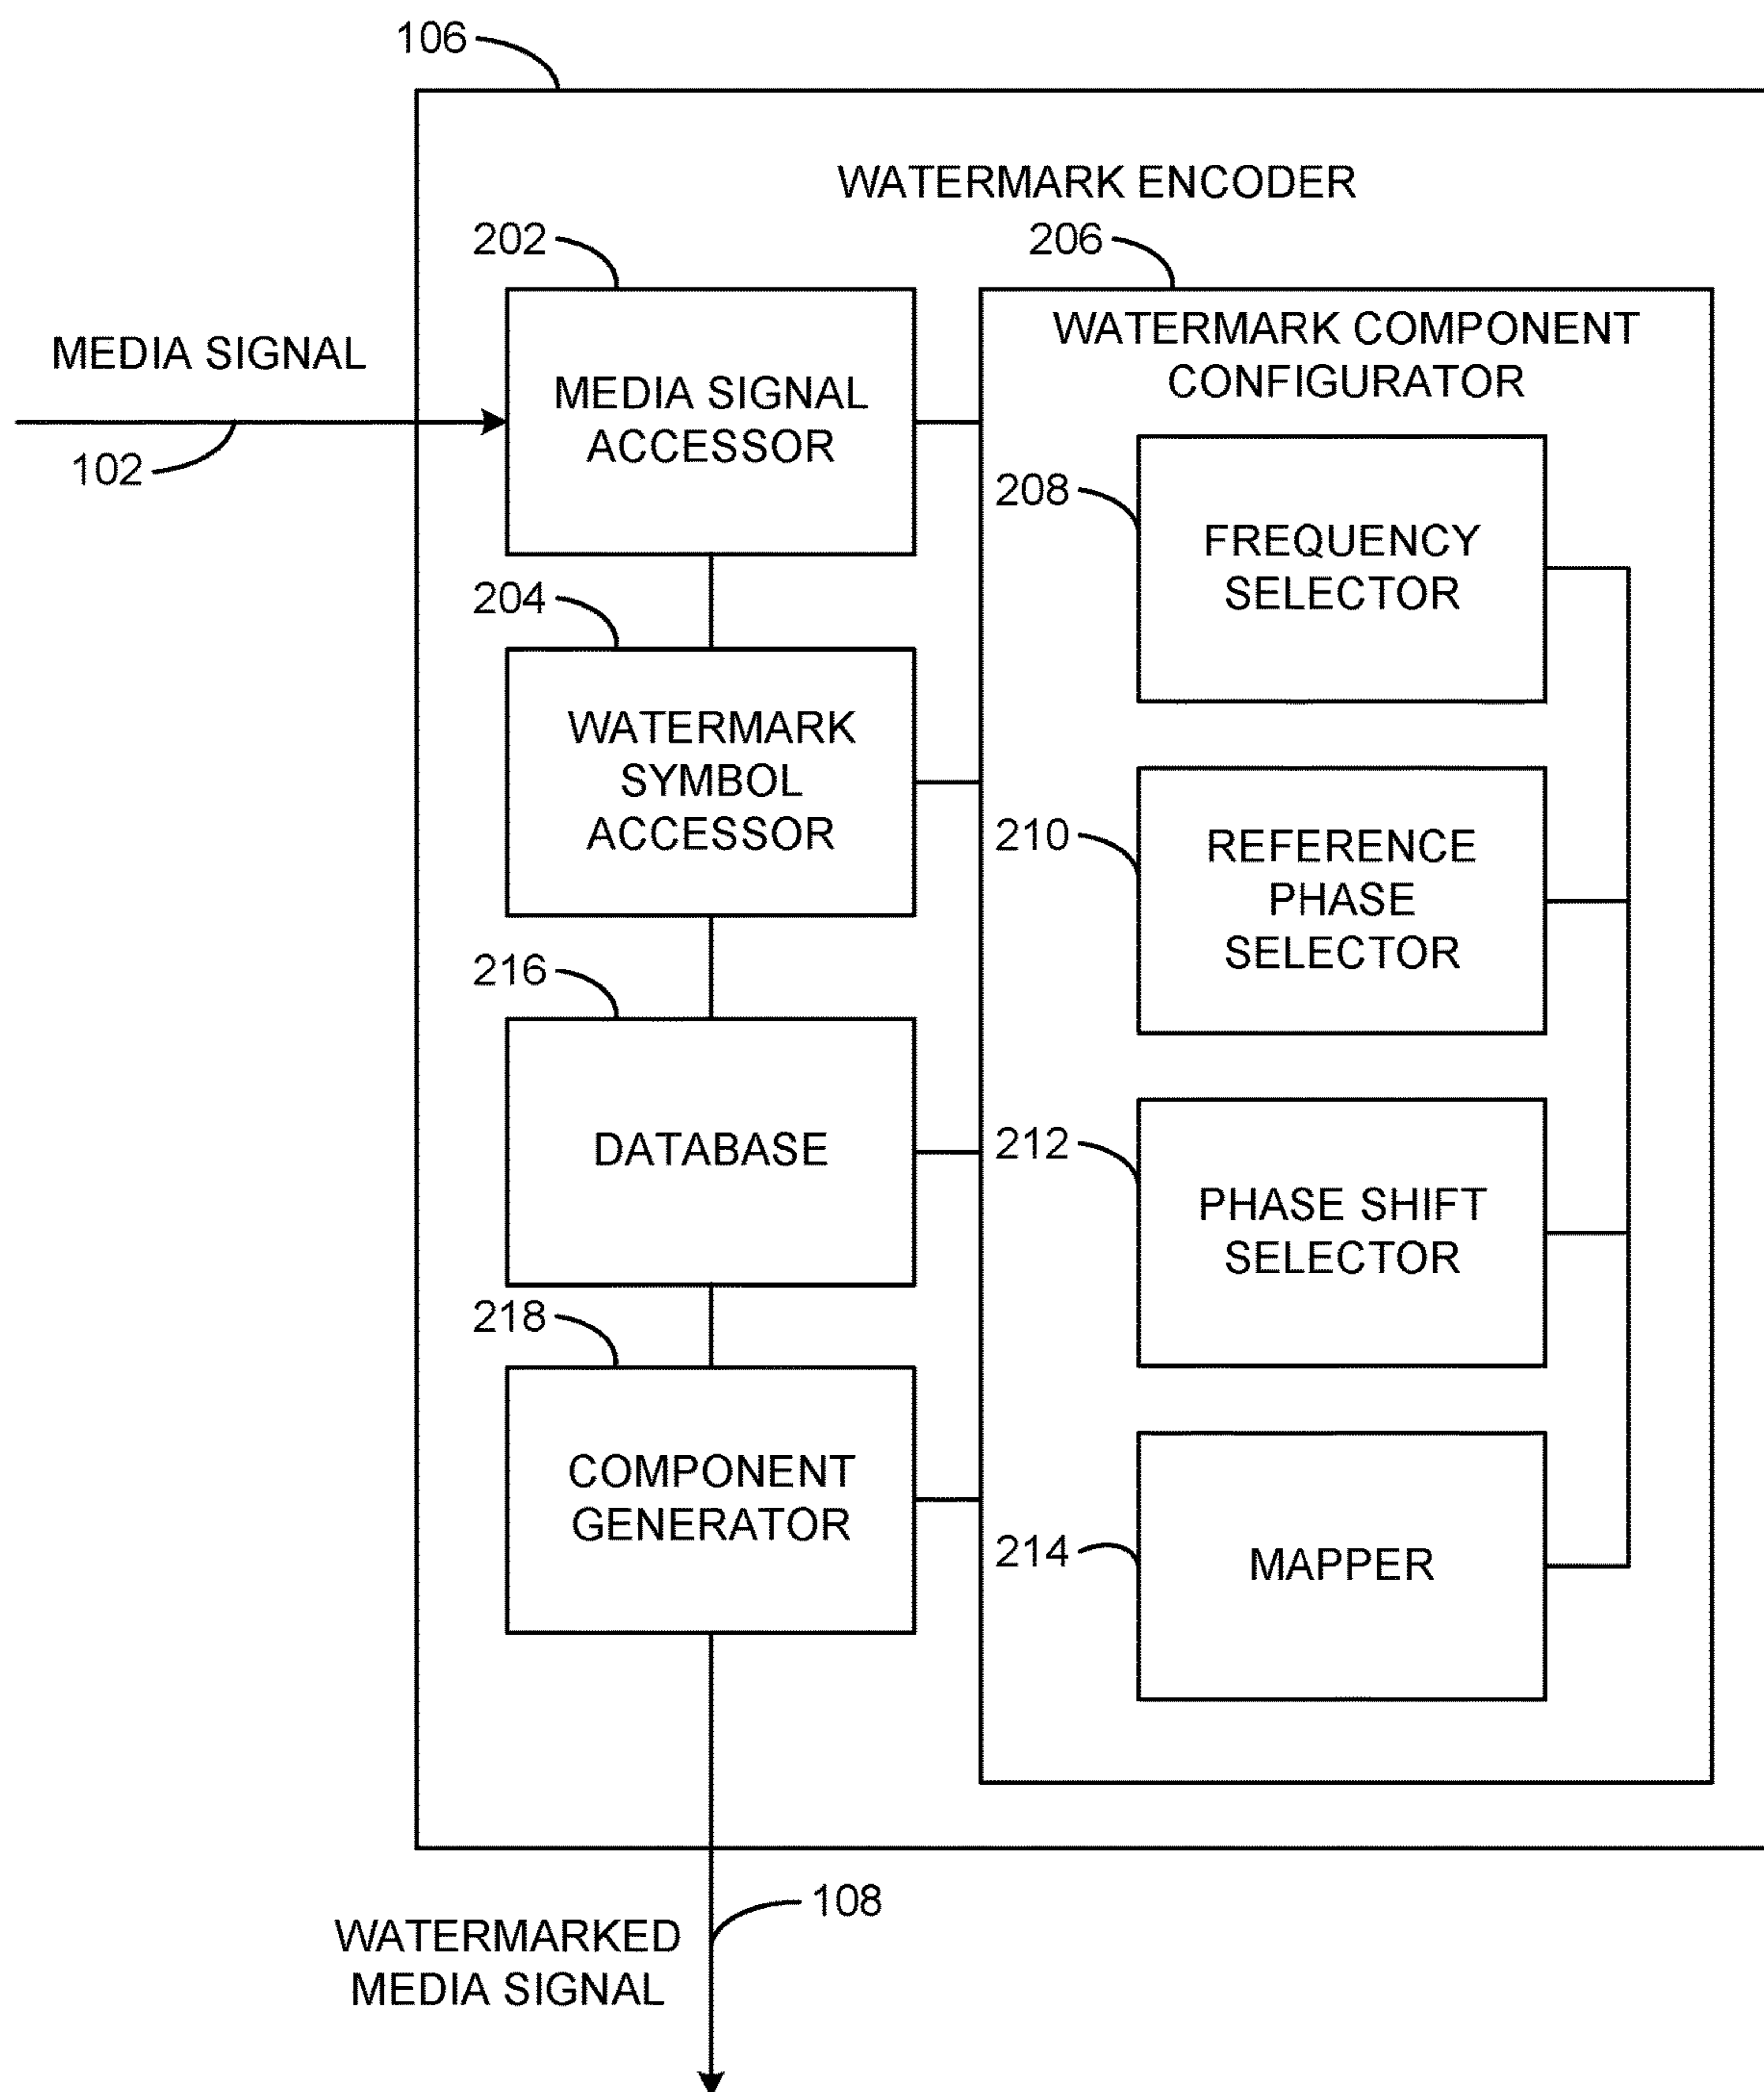 106
WATERMARK ENCODER
202
206
MEDIA SIGNAL
102
MEDIA SIGNAL
ACCESSOR
WATERMARK COMPONENT
CONFIGURATOR
208
FREQUENCY
SELECTOR
204
WATERMARK
SYMBOL
ACCESSOR
210
REFERENCE
PHASE
SELECTOR
216
DATABASE
212
PHASE SHIFT
SELECTOR
218
COMPONENT
GENERATOR
214
MAPPER
108
WATERMARKED
MEDIA SIGNAL